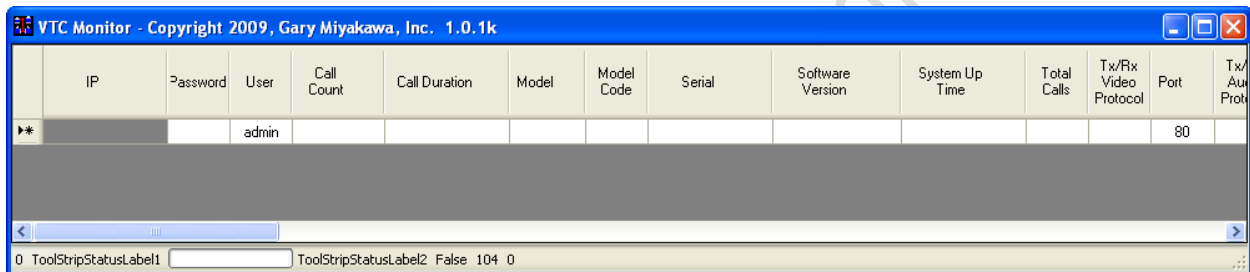 VTC Monitor - Copyright 2009, Gary Miyakawa, Inc. 1.0.1k
IP Password User Call Count Call Duration Model Model Code Serial Software Version System Up Time Total Calls Tx/Rx Video Protocol Port
admin 80
0 ToolStripStatusLabel1 ToolStripStatusLabel2 False 104 0